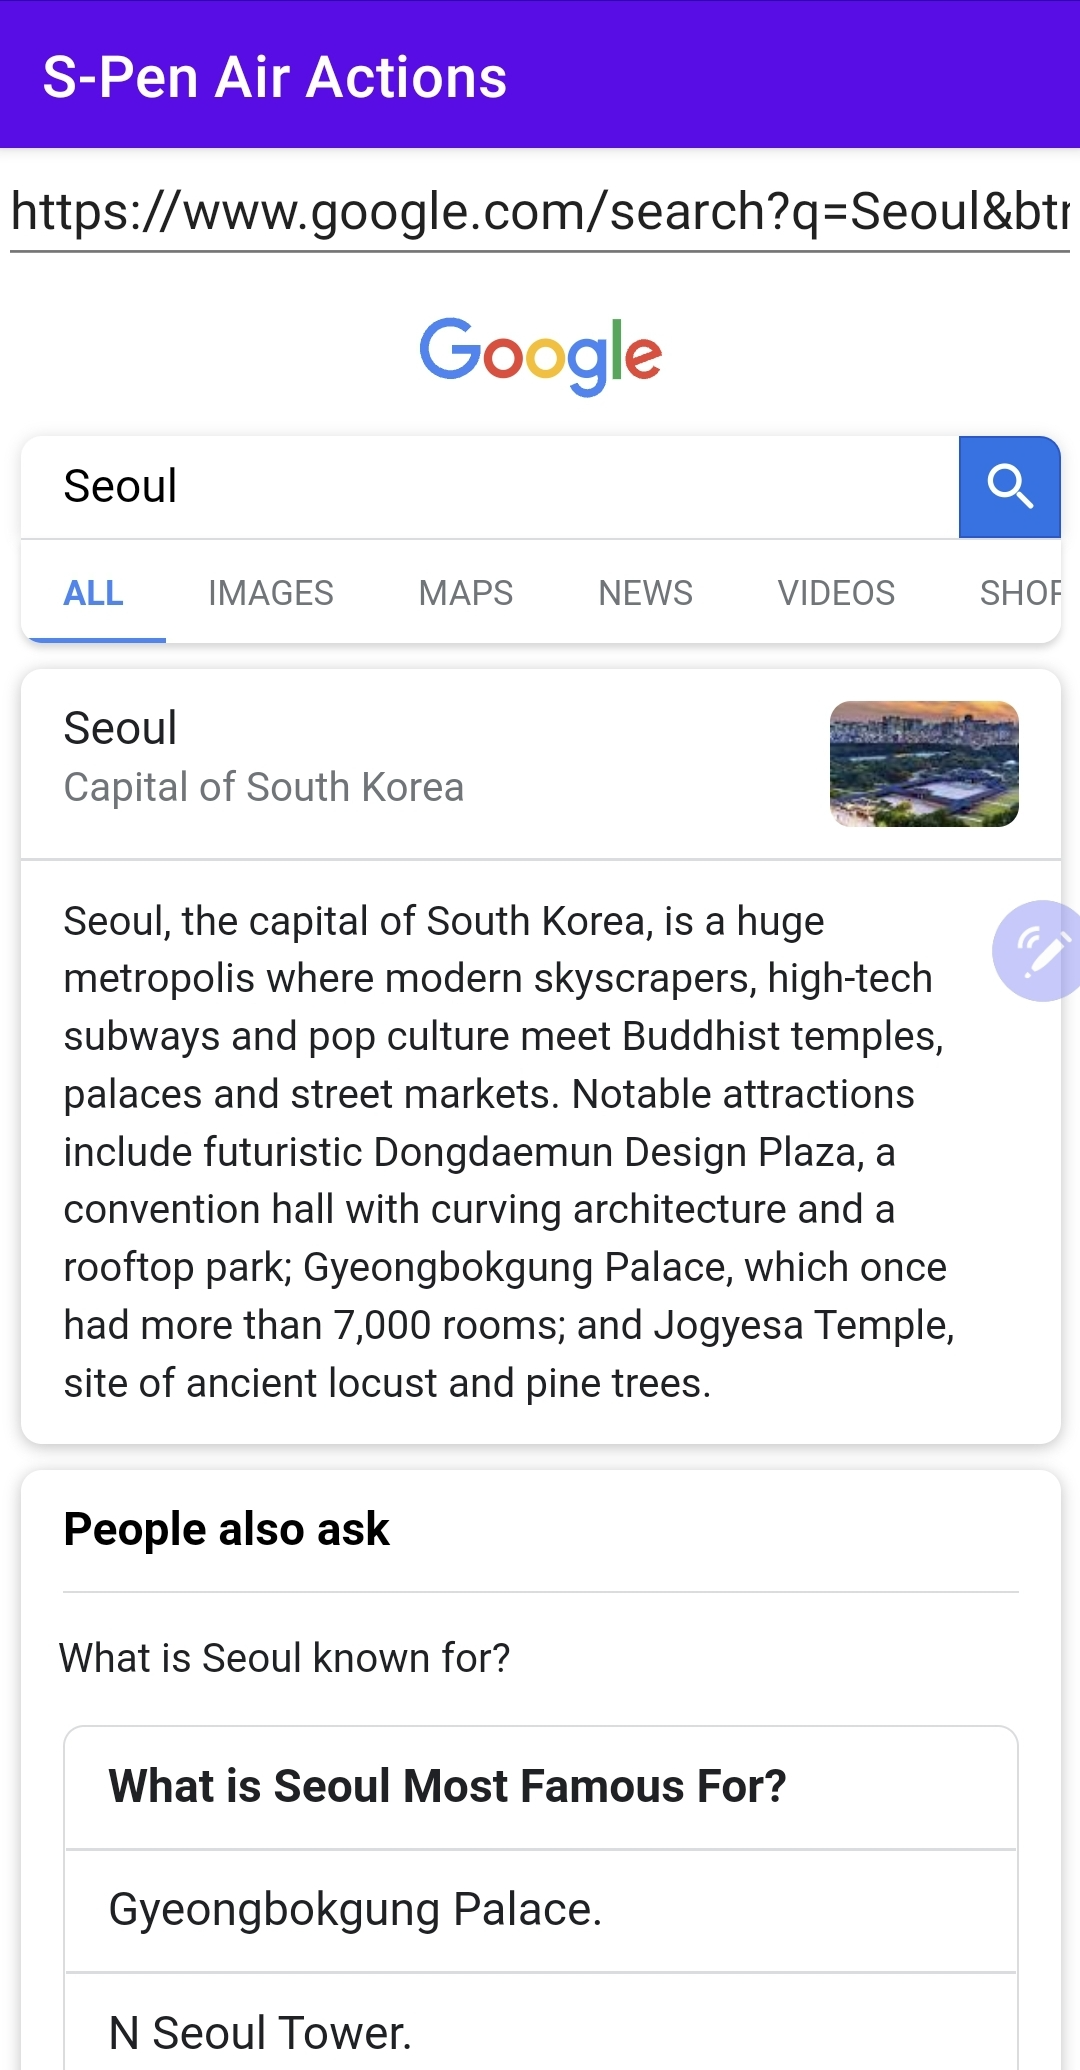 S-Pen Air Actions
https://www.google.com/search?q=Seoul&bt
Google
Seoul
ALL IMAGES MAPS NEWS VIDEOS SHOP
Seoul
Capital of South Korea
Seoul, the capital of South Korea, is a huge
metropolis where modern skyscrapers, high-tech
subways and pop culture meet Buddhist temples,
palaces and street markets. Notable attractions
include futuristic Dongdaemun Design Plaza, a
convention hall with curving architecture and a
rooftop park; Gyeongbokgung Palace, which once
had more than 7,000 rooms; and Jogyesa Temple,
site of ancient locust and pine trees.
People also ask
What is Seoul known for?
What is Seoul Most Famous For?
Gyeongbokgung Palace.
N Seoul Tower.